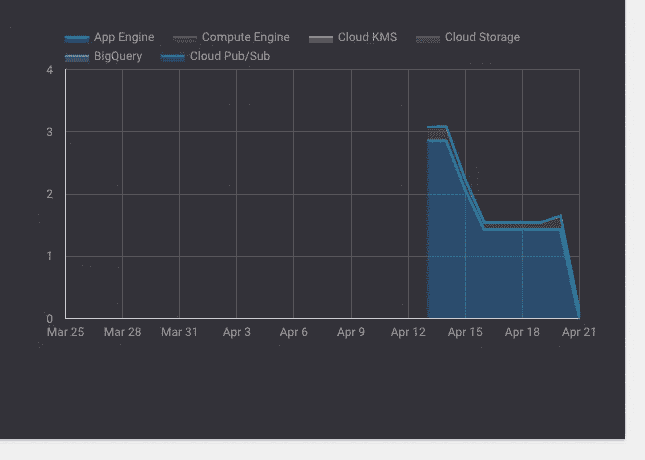 App Engine Compute Engine Cloud KMS Cloud Storage
BigQuery Cloud Pub/Sub
4
3
2
1
0
Mar 25 Mar 28 Mar 31 Apr 3 Apr 6 Apr 9 Apr 12 Apr 15 Apr 18 Apr 21